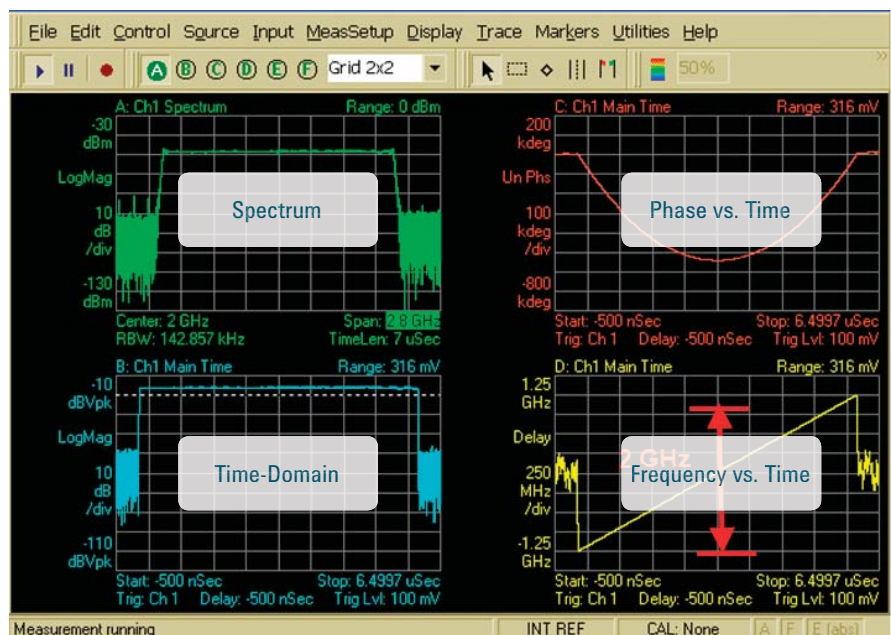 File Edit Control Source Input MeasSetup Display Trace Markers Utilities Help
A B C D E F Grid 2x2 50%
A: Ch1 Spectrum Range: 0 dBm
-30
dBm
LogMag
10
dB
/div
-130
dBm
Spectrum
Center: 2 GHz Span: 2.8 GHz
RBW: 142.857 kHz TimeLen: 7 uSec
C: Ch1 Main Time Range: 316 mV
200
kdeg
Un Phs
100
kdeg
/div
-800
kdeg
Phase vs. Time
Start: -500 nSec Stop: 6.4997 uSec
Trig: Ch 1 Delay: -500 nSec Trig Lvl: 100 mV
B: Ch1 Main Time Range: 316 mV
-10
dBVpk
LogMag
10
dB
/div
-110
dBVpk
Time-Domain
Start: -500 nSec Stop: 6.4997 uSec
Trig: Ch 1 Delay: -500 nSec Trig Lvl: 100 mV
D: Ch1 Main Time Range: 316 mV
1.25
GHz
Delay
250
MHz
/div
-1.25
GHz
2 GHz
Frequency vs. Time
Start: -500 nSec Stop: 6.4997 uSec
Trig: Ch 1 Delay: -500 nSec Trig Lvl: 100 mV
Measurement running INT REF CAL: None A F E (abs)